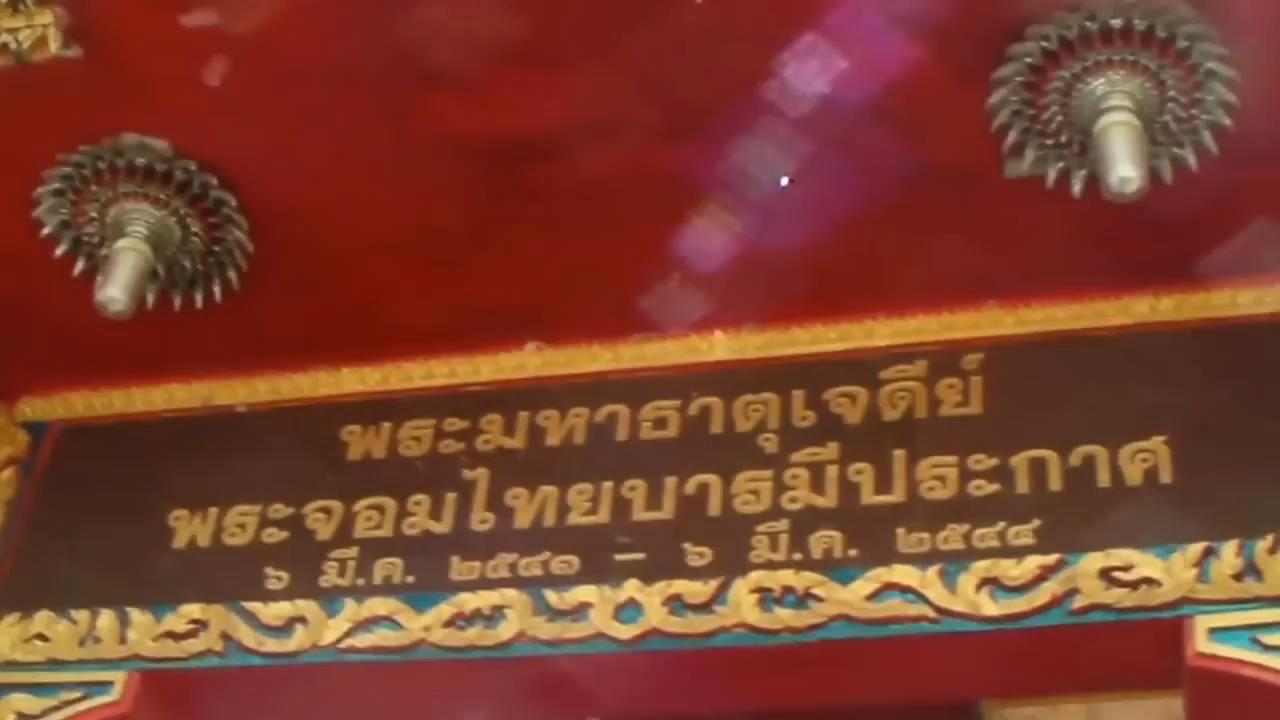 พระมหาธาตุเจดีย์
พระจอมไทยบารมีประกาศ
๖ มี.ค. ๒๕๔๑ - ๖ มี.ค. ๒๕๔๔